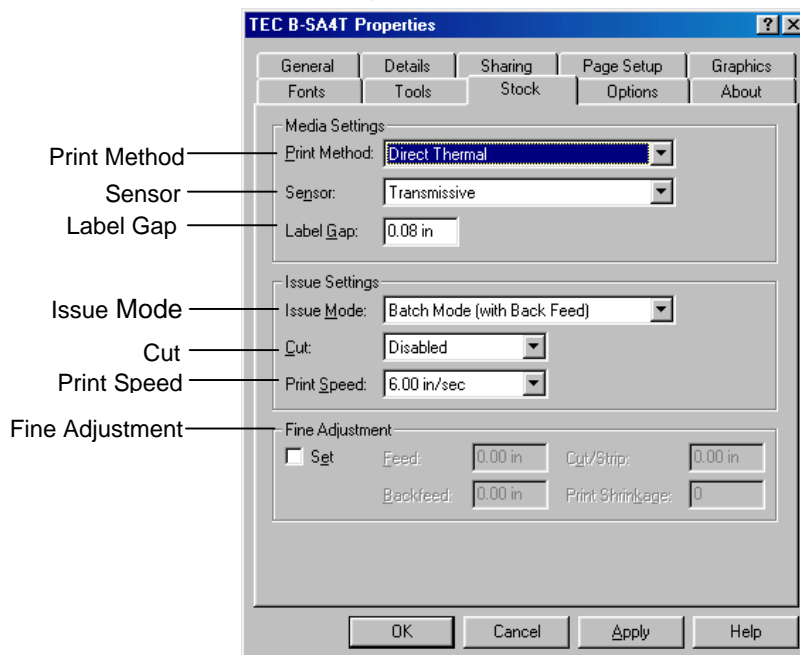 TEC B-SA4T Properties
General Details Sharing Page Setup Graphics
Fonts Tools Stock Options About
Media Settings
Print Method Print Method: Direct Thermal
Sensor Sensor: Transmissive
Label Gap Label Gap: 0.08 in
Issue Settings
Issue Mode Issue Mode: Batch Mode (with Back Feed)
Cut Cut: Disabled
Print Speed Print Speed: 6.00 in/sec
Fine Adjustment Fine Adjustment
Set Feed: 0.00 in Cut/Strip: 0.00 in
Backfeed: 0.00 in Print Shrinkage: 0
OK Cancel Apply Help